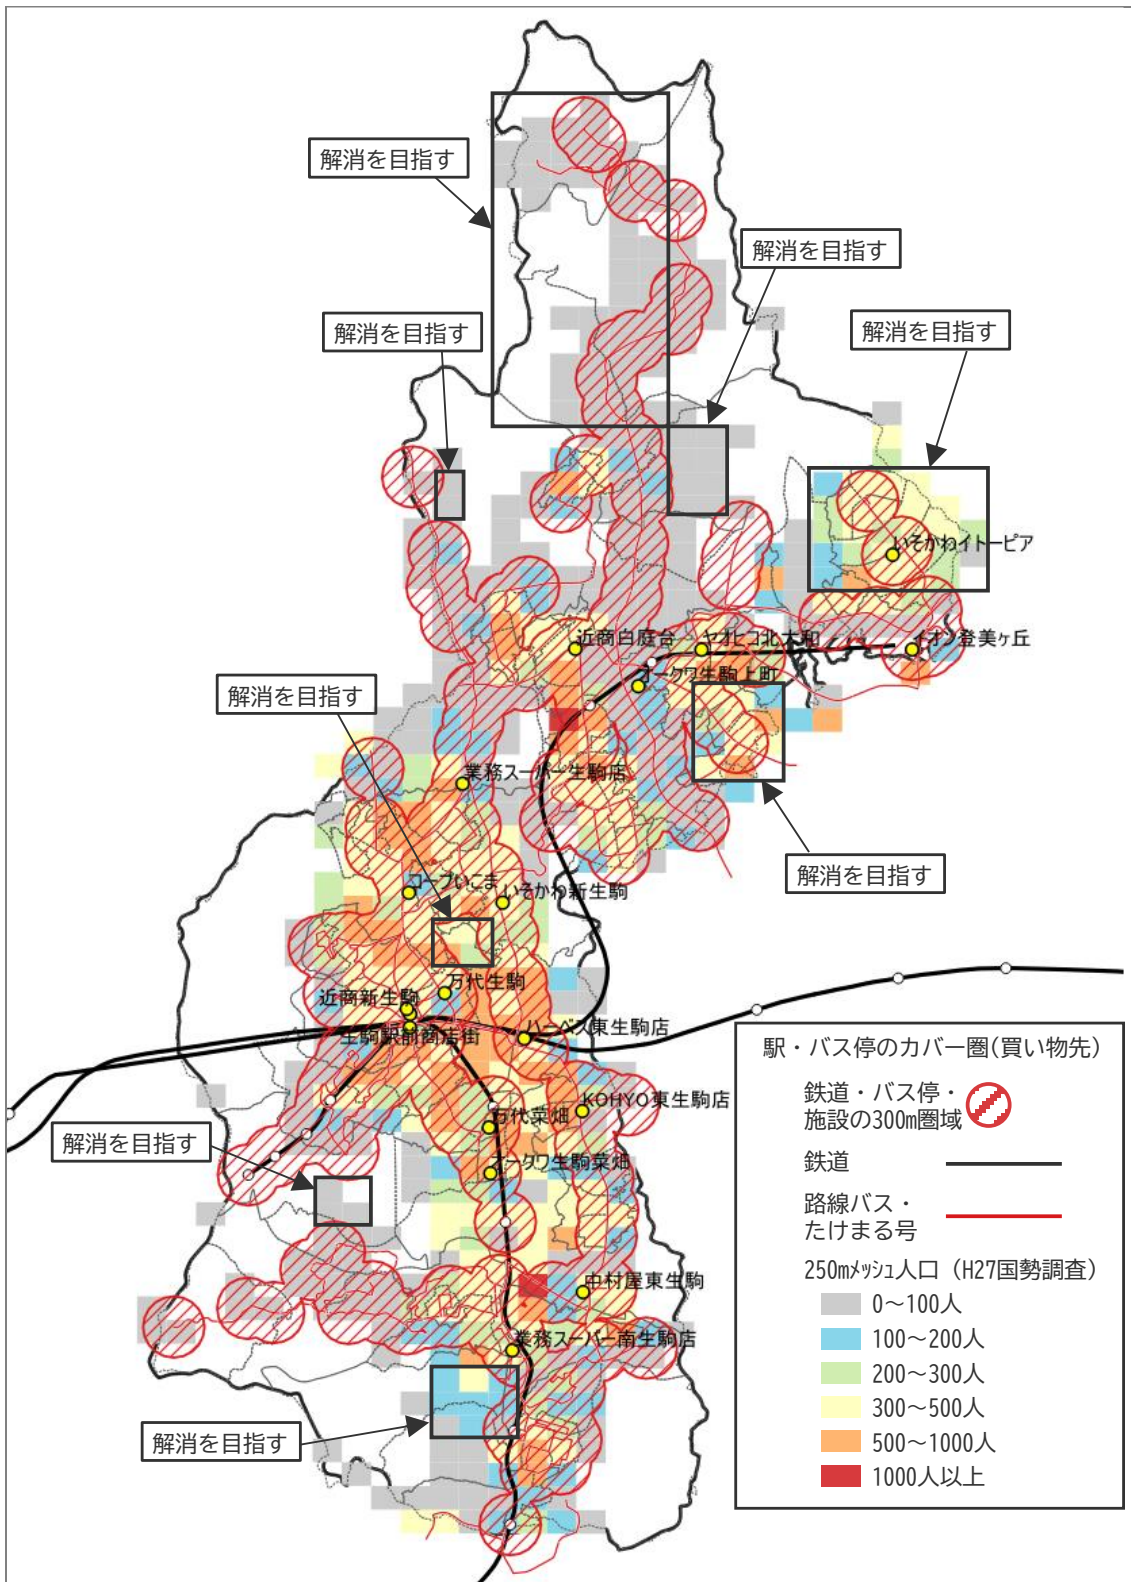 解消を目指す
解消を目指す
解消を目指す
解消を目指す
いそかわイトーピア
近商白庭台
ヤオヒコ北大和
イオン登美ヶ丘
オークワ生駒上町
解消を目指す
業務スーパー生駒店
解消を目指す
コープいこま
いそかわ新生駒
万代生駒
近商新生駒
生駒駅前商店街
ハーベス東生駒店
KOHYO東生駒店
万代菜畑
解消を目指す
オークワ生駒菜畑
中村屋東生駒
業務スーパー南生駒店
解消を目指す
駅・バス停のカバー圏(買い物先)
鉄道・バス停・
施設の300m圏域
鉄道
路線バス・
たけまる号
250mメッシュ人口（H27国勢調査）
0～100人
100～200人
200～300人
300～500人
500～1000人
1000人以上